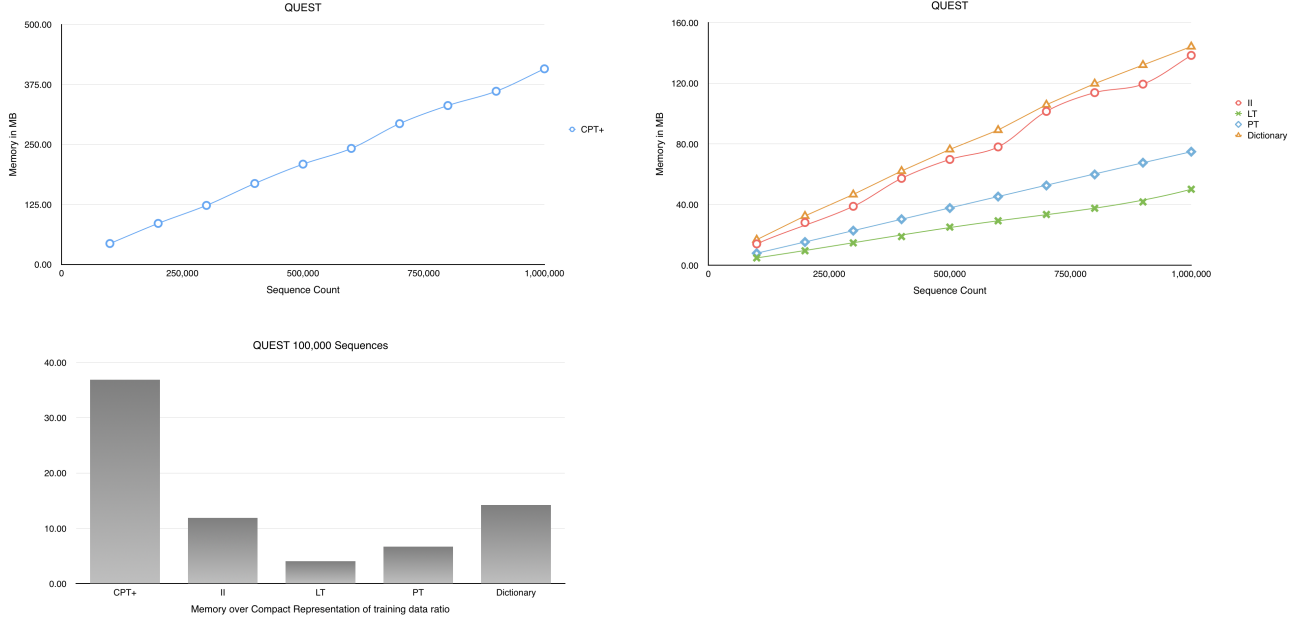 QUEST
500.00
375.00
250.00
125.00
0.00
Memory in MB
0
250,000
500,000
750,000
1,000,000
Sequence Count
CPT+
QUEST
160.00
120.00
80.00
40.00
0.00
Memory in MB
0
250,000
500,000
750,000
1,000,000
Sequence Count
II
LT
PT
Dictionary
QUEST 100,000 Sequences
40.00
30.00
20.00
10.00
0.00
CPT+
II
LT
PT
Dictionary
Memory over Compact Representation of training data ratio